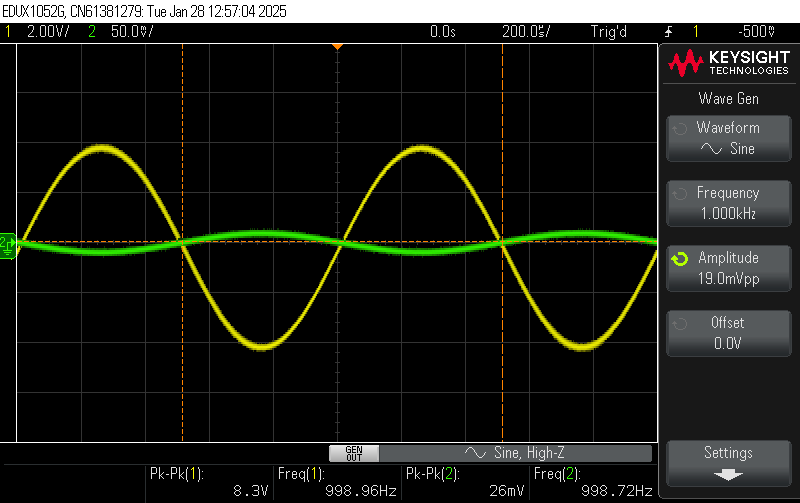 EDUX1052G, CN61381279: Tue Jan 28 12:57:04 2025
1 2.00V/ 2 50.0V/ 0.0s 200.0s/ Trig'd 1 -500V
KEYSIGHT
TECHNOLOGIES
Wave Gen
Waveform
Sine
Frequency
1.000kHz
Amplitude
19.0mVpp
Offset
0.0V
2
GEN
OUT
Sine, High-Z
Settings
Pk-Pk(1): Freq(1): Pk-Pk(2): Freq(2):
8.3V 998.96Hz 26mV 998.72Hz